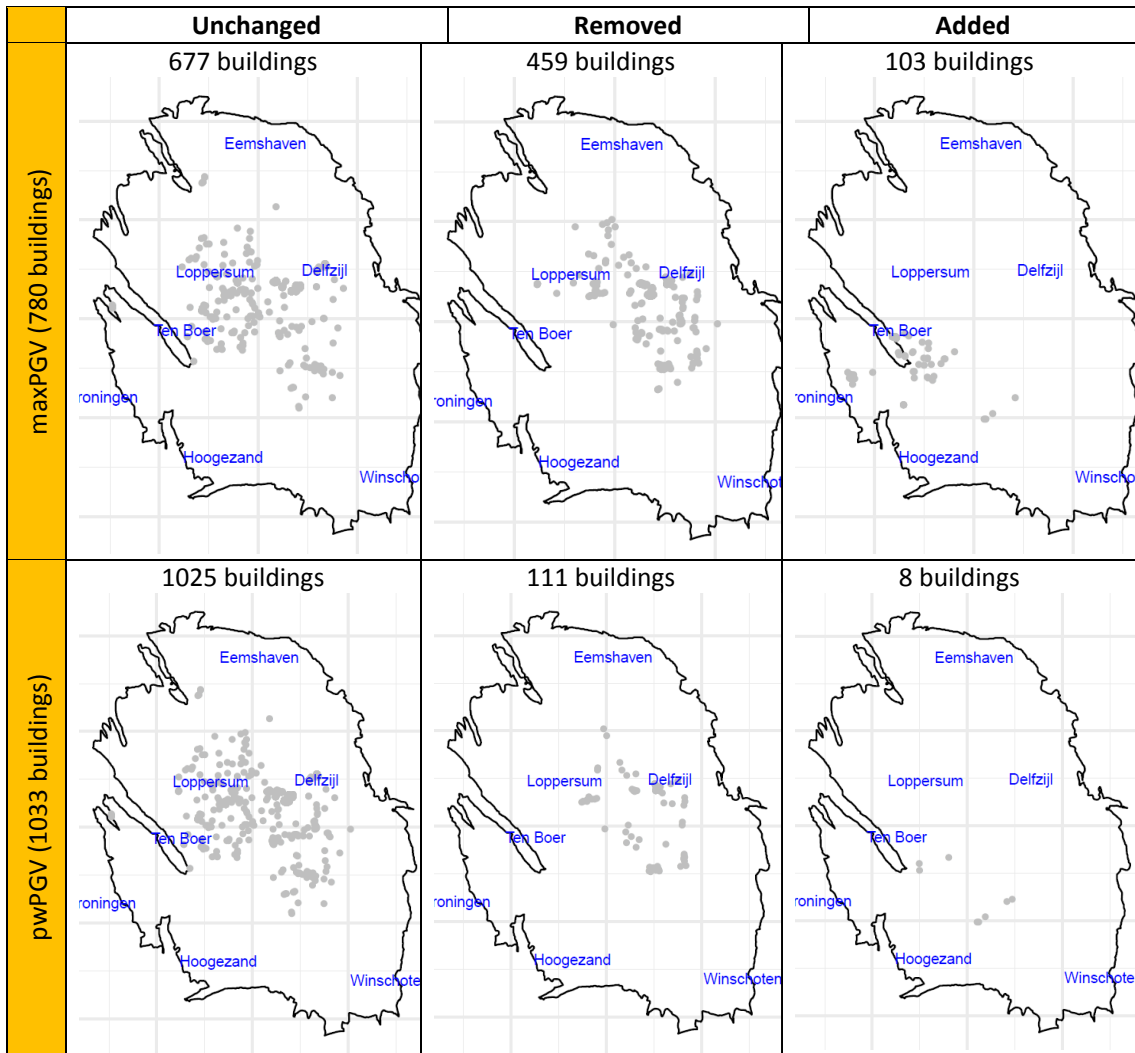 Unchanged
Removed
Added
maxPGV (780 buildings)
677 buildings
Eemshaven
Loppersum
Delfzijl
Ten Boer
roningen
Hoogezand
Winscho
459 buildings
Eemshaven
Loppersum
Delfzijl
Ten Boer
roningen
Hoogezand
Winschot
103 buildings
Eemshaven
Loppersum
Delfzijl
Ten Boer
roningen
Hoogezand
Winschot
pwPGV (1033 buildings)
1025 buildings
Eemshaven
Loppersum
Delfzijl
Ten Boer
roningen
Hoogezand
Winschote
111 buildings
Eemshaven
Loppersum
Delfzijl
Ten Boer
roningen
Hoogezand
Winschoten
8 buildings
Eemshaven
Loppersum
Delfzijl
Ten Boer
roningen
Hoogezand
Winschoten